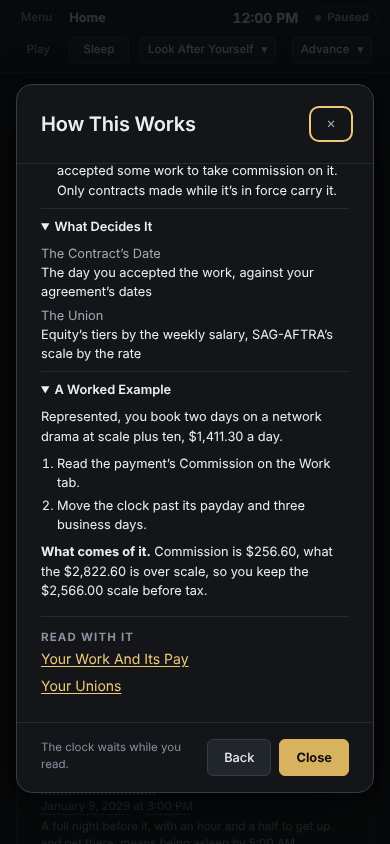 Menu Home 12:00 PM Paused
Play Sleep Look After Yourself ▾ Advance ▾
How This Works
×
accepted some work to take commission on it.
Only contracts made while it’s in force carry it.
▼ What Decides It
The Contract’s Date
The day you accepted the work, against your
agreement’s dates
The Union
Equity’s tiers by the weekly salary, SAG-AFTRA’s
scale by the rate
▼ A Worked Example
Represented, you book two days on a network
drama at scale plus ten, $1,411.30 a day.
1. Read the payment’s Commission on the Work
tab.
2. Move the clock past its payday and three
business days.
What comes of it. Commission is $256.60, what
the $2,822.60 is over scale, so you keep the
$2,566.00 scale before tax.
READ WITH IT
Your Work And Its Pay
Your Unions
The clock waits while you
read.
Back Close
January 9, 2029 at 3:00 PM
A full night before it, with an hour and a half to get up